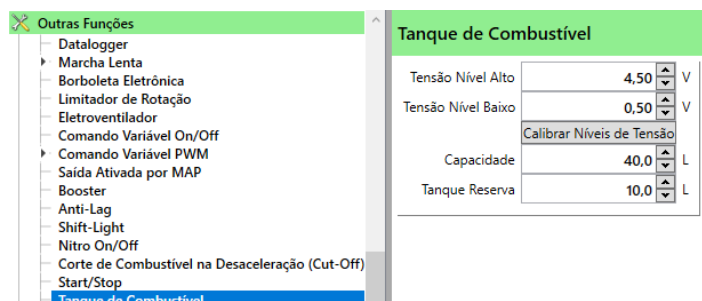 Outras Funções
Datalogger
Marcha Lenta
Borboleta Eletrônica
Limitador de Rotação
Eletroventilador
Comando Variável On/Off
Comando Variável PWM
Saída Ativada por MAP
Booster
Anti-Lag
Shift-Light
Nitro On/Off
Corte de Combustível na Desaceleração (Cut-Off)
Start/Stop
Tanque de Combustível
Tanque de Combustível
Tensão Nível Alto 4,50 V
Tensão Nível Baixo 0,50 V
Calibrar Níveis de Tensão
Capacidade 40,0 L
Tanque Reserva 10,0 L